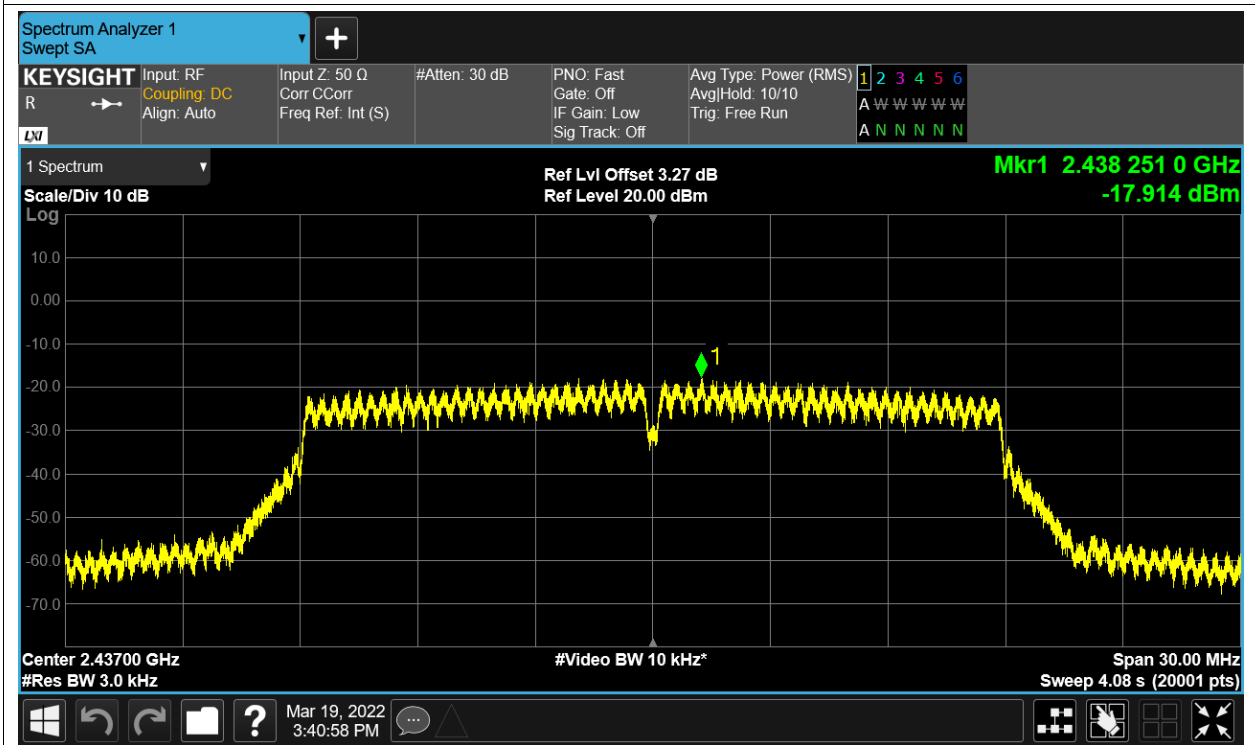 Spectrum Analyzer 1
Swept SA
KEYSIGHT
R
LXI
Input: RF
Coupling: DC
Align: Auto
Input Z: 50 Ω
Corr CCorr
Freq Ref: Int (S)
#Atten: 30 dB
PNO: Fast
Gate: Off
IF Gain: Low
Sig Track: Off
Avg Type: Power (RMS)
Avg|Hold: 10/10
Trig: Free Run
1 2 3 4 5 6
A W W W W W
A N N N N N
1 Spectrum
Scale/Div 10 dB
Log
Ref Lvl Offset 3.27 dB
Ref Level 20.00 dBm
Mkr1 2.438 251 0 GHz
-17.914 dBm
10.0
0.00
-10.0
-20.0
-30.0
-40.0
-50.0
-60.0
-70.0
1
Center 2.43700 GHz
#Res BW 3.0 kHz
#Video BW 10 kHz*
Span 30.00 MHz
Sweep 4.08 s (20001 pts)
?
Mar 19, 2022
3:40:58 PM